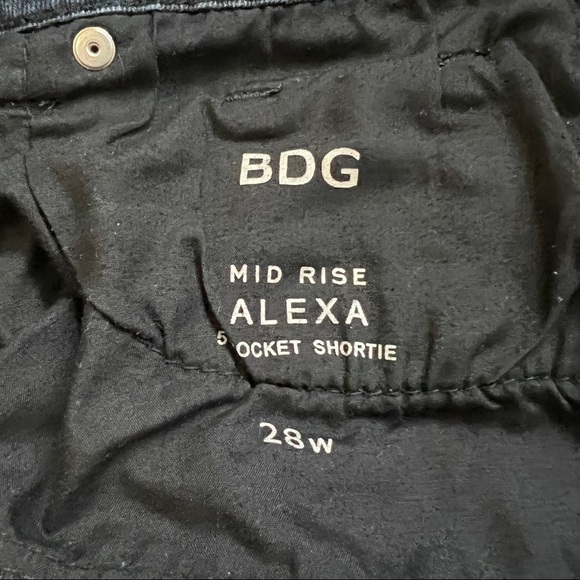 BDG
MID RISE
ALEXA
5 OCKET SHORTIE
28W